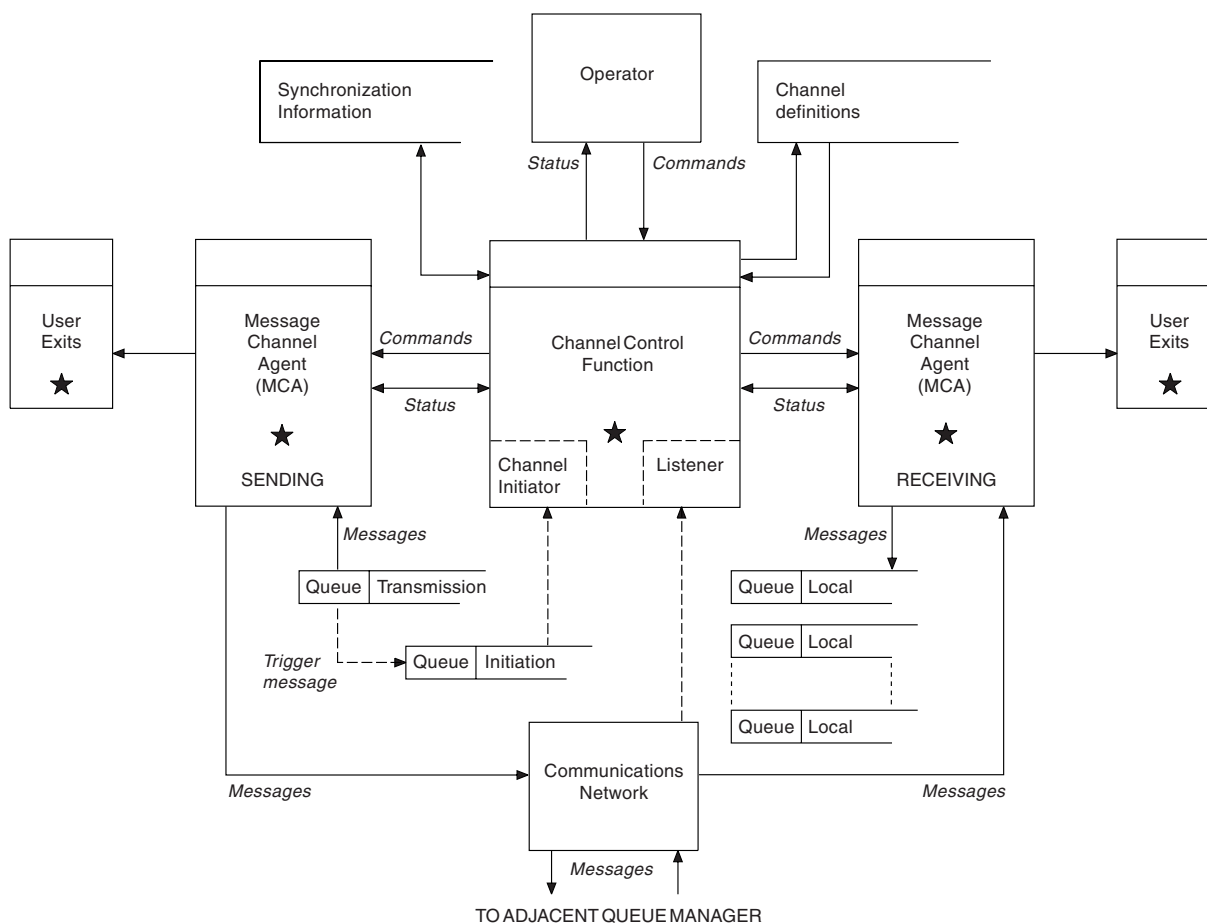 Operator
Synchronization
Information
Channel
definitions
Status
Commands
User
Exits
Message
Channel
Agent
(MCA)
SENDING
Commands
Status
Channel Control
Function
Channel
Initiator
Listener
Commands
Status
Message
Channel
Agent
(MCA)
RECEIVING
User
Exits
Messages
Queue Transmission
Trigger
message
Queue Initiation
Messages
Queue Local
Queue Local
Queue Local
Communications
Network
Messages
Messages
Messages
TO ADJACENT QUEUE MANAGER